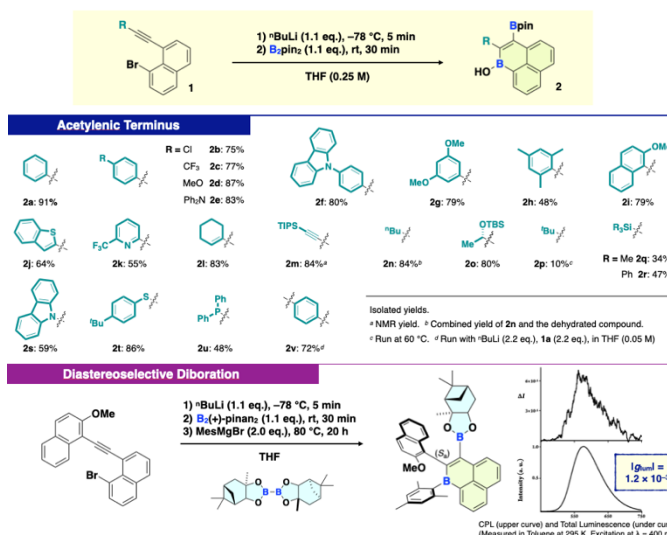 R
Br
1
1) ⁿBuLi (1.1 eq.), –78 °C, 5 min
2) B₂pin₂ (1.1 eq.), rt, 30 min
THF (0.25 M)
Bpin
R
B
HO
2
Acetylenic Terminus
2a: 91%
R
R = Cl 2b: 75%
CF₃ 2c: 77%
MeO 2d: 87%
Ph₂N 2e: 83%
N
2f: 80%
OMe
OMe
2g: 79%
2h: 48%
OMe
2i: 79%
S
2j: 64%
F₃C N
2k: 55%
2l: 83%
TIPS
2m: 84%ᵃ
ⁿBu
2n: 84%ᵇ
OTBS
Me
2o: 80%
ᵗBu
2p: 10%ᶜ
R₃Si
R = Me 2q: 34%
Ph 2r: 47%
N
2s: 59%
S
ᵗBu
2t: 86%
Ph
Ph P
2u: 48%
2v: 72%ᵈ
Isolated yields.
ᵃ NMR yield. ᵇ Combined yield of 2n and the dehydrated compound.
ᶜ Run at 60 °C. ᵈ Run with ⁿBuLi (2.2 eq.), 1a (2.2 eq.), in THF (0.05 M)
Diastereoselective Diboration
OMe
Br
1) ⁿBuLi (1.1 eq.), –78 °C, 5 min
2) B₂(+)-pinan₂ (1.1 eq.), rt, 30 min
3) MesMgBr (2.0 eq.), 80 °C, 20 h
THF
O O
B B
O O
O O
B
(Sₐ)
MeO
B
ΔI
Intensity (a. u.)
1.0
0.5
|g_lum| =
1.2 × 10⁻³
CPL (upper curve) and Total Luminescence (under cur
(Measured in Toluene at 295 K, Excitation at λ = 400